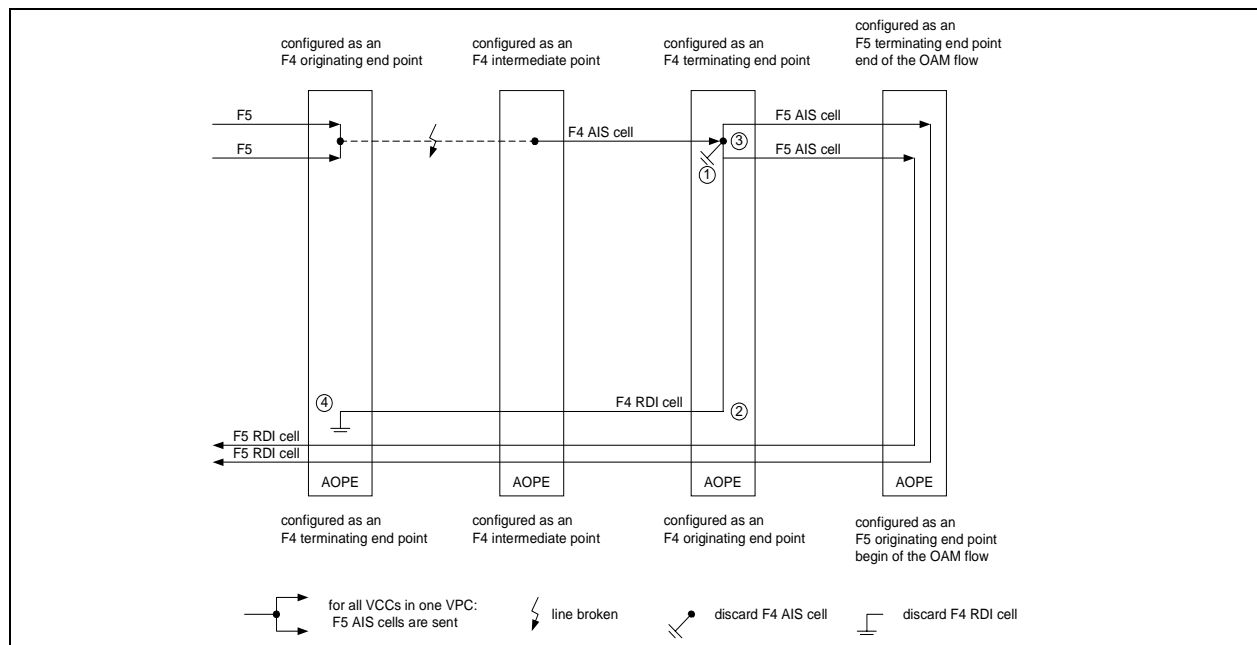 configured as an
F4 originating end point
configured as an
F4 intermediate point
configured as an
F4 terminating end point
configured as an
F5 terminating end point
end of the OAM flow
F5
F5
F4 AIS cell
F5 AIS cell
F5 AIS cell
3
1
4
F4 RDI cell
2
F5 RDI cell
F5 RDI cell
AOPE
AOPE
AOPE
AOPE
configured as an
F4 terminating end point
configured as an
F4 intermediate point
configured as an
F4 originating end point
configured as an
F5 originating end point
begin of the OAM flow
for all VCCs in one VPC:
F5 AIS cells are sent
line broken
discard F4 AIS cell
discard F4 RDI cell